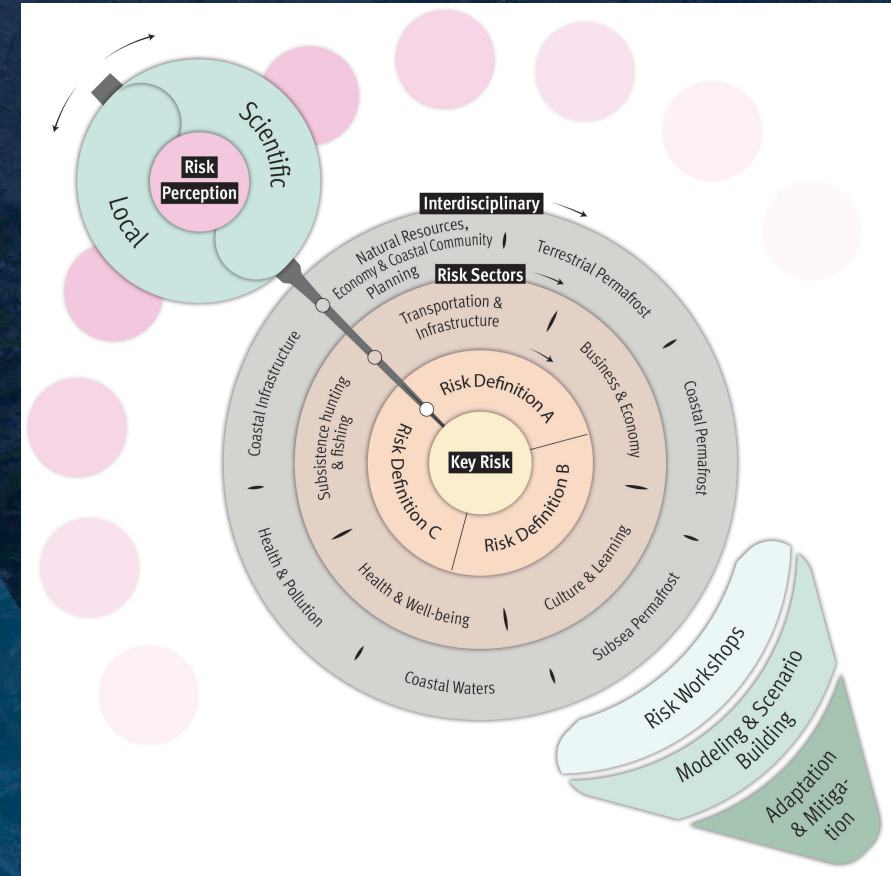 Scientific
Local
Risk
Perception
Interdisciplinary
Natural Resources,
Economy & Coastal Community
Planning
Terrestrial Permafrost
Coastal Permafrost
Subsea Permafrost
Coastal Waters
Health & Pollution
Coastal Infrastructure
Risk Sectors
Transportation &
Infrastructure
Business & Economy
Culture & Learning
Health & Well-being
Subsistence hunting
& fishing
Risk Definition A
Risk Definition B
Risk Definition C
Key Risk
Risk Workshops
Modeling & Scenario
Building
Adaptation
& Mitiga-
tion